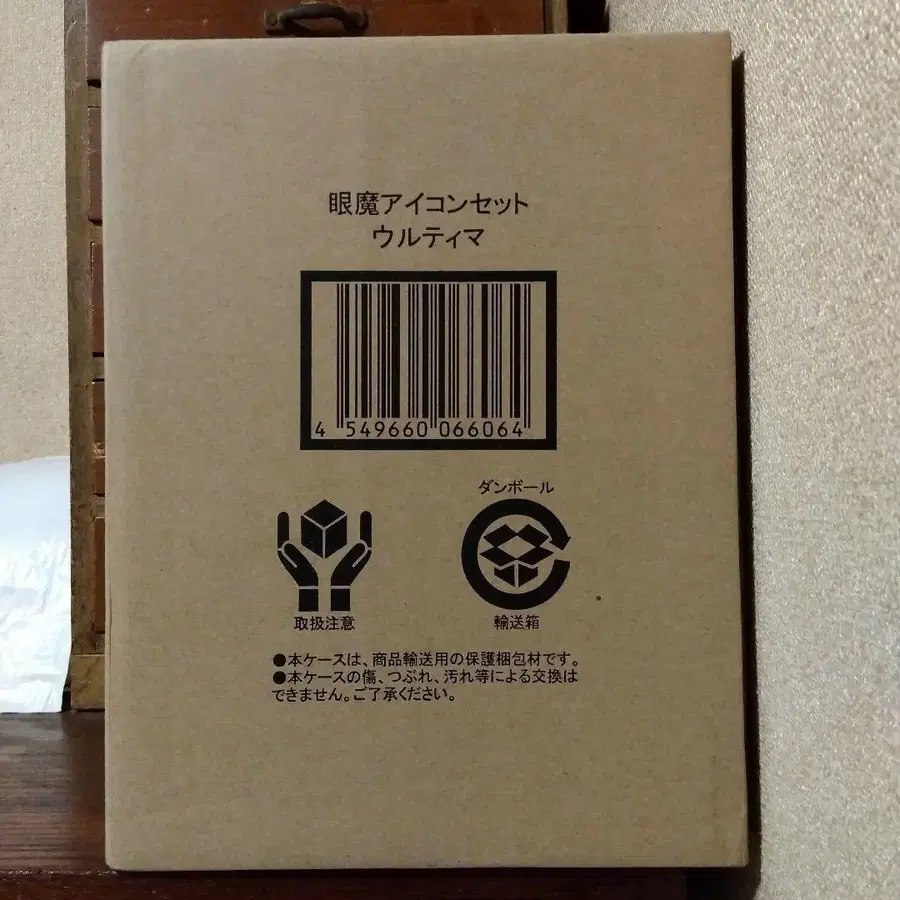 眼魔アイコンセット
ウルティマ
4 549660 066064
ダンボール
取扱注意
輸送箱
●本ケースは、商品輸送用の保護梱包材です。
●本ケースの傷、つぶれ、汚れ等による交換は
できません。ご了承ください。